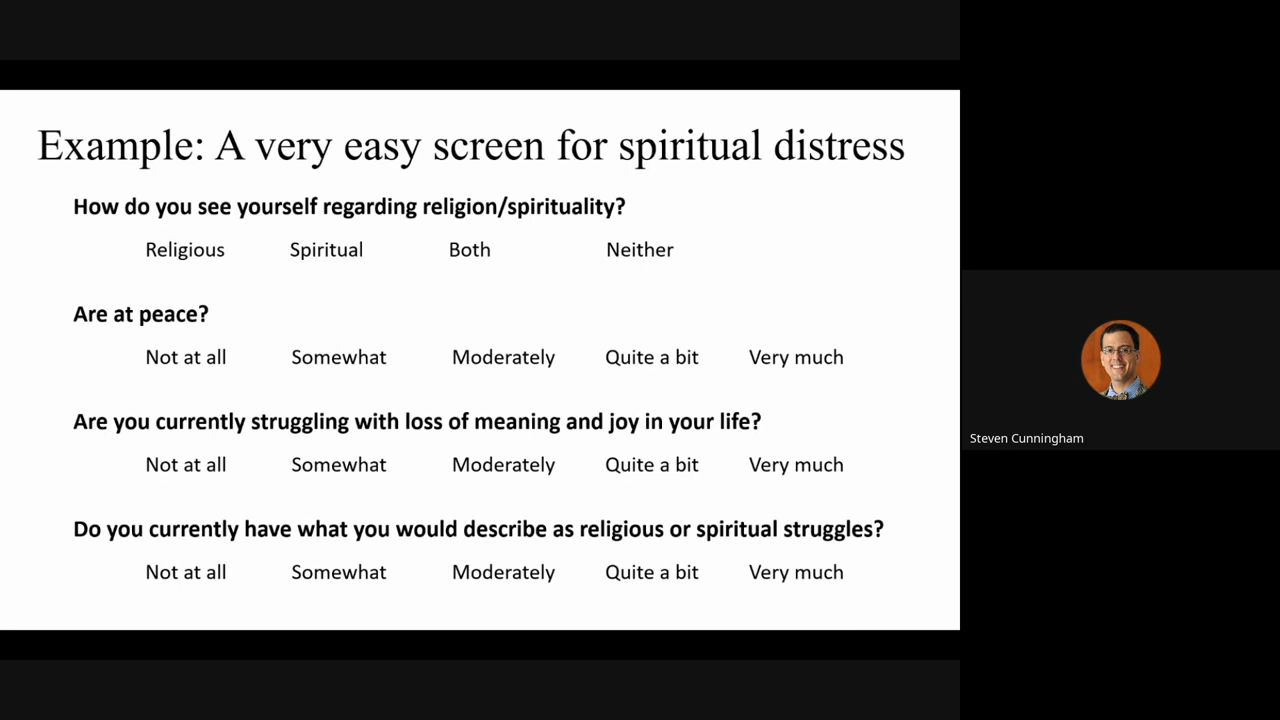 Example: A very easy screen for spiritual distress
How do you see yourself regarding religion/spirituality?
Religious Spiritual Both Neither
Are at peace?
Not at all Somewhat Moderately Quite a bit Very much
Are you currently struggling with loss of meaning and joy in your life?
Not at all Somewhat Moderately Quite a bit Very much
Do you currently have what you would describe as religious or spiritual struggles?
Not at all Somewhat Moderately Quite a bit Very much
Steven Cunningham